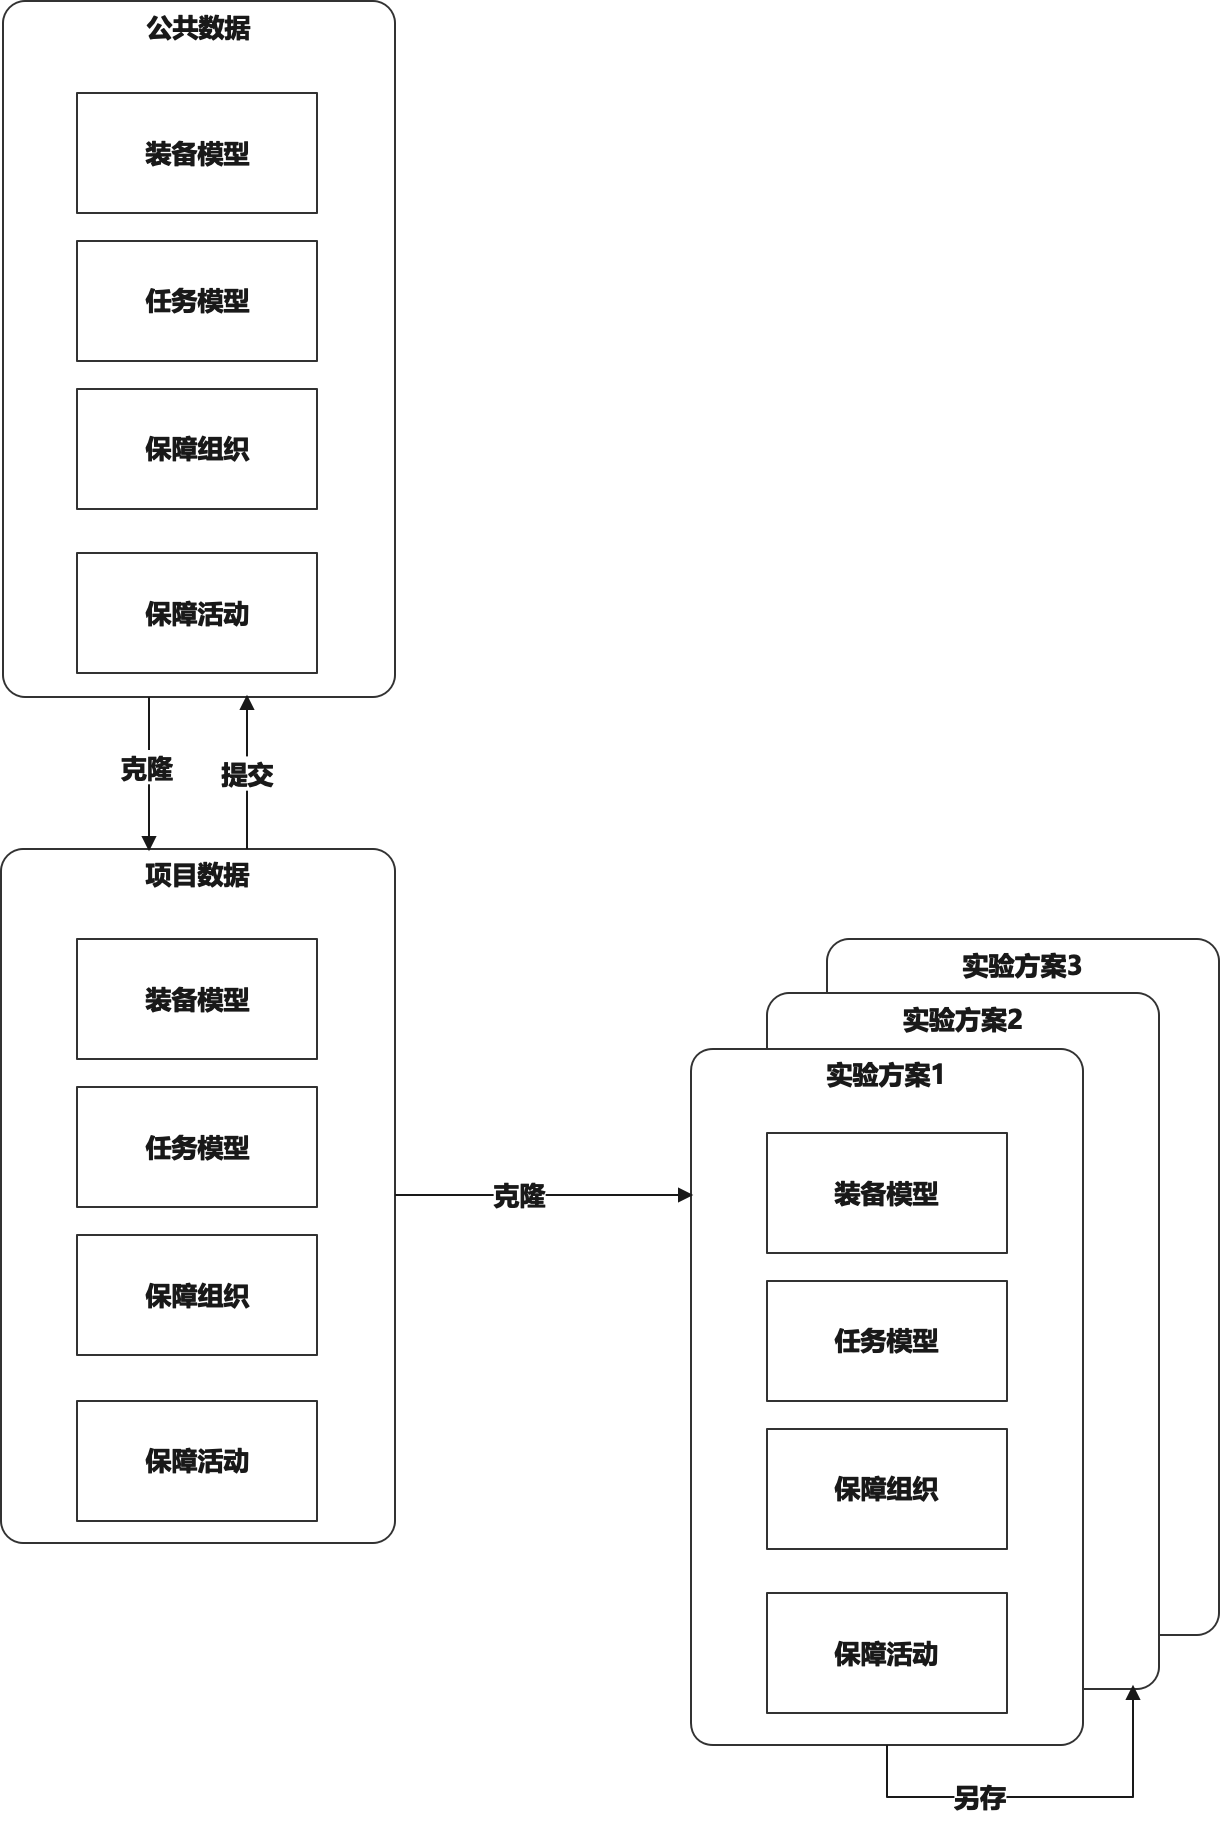 公共数据
装备模型
任务模型
保障组织
保障活动
克隆
提交
项目数据
装备模型
任务模型
保障组织
保障活动
克隆
实验方案3
实验方案2
实验方案1
装备模型
任务模型
保障组织
保障活动
另存